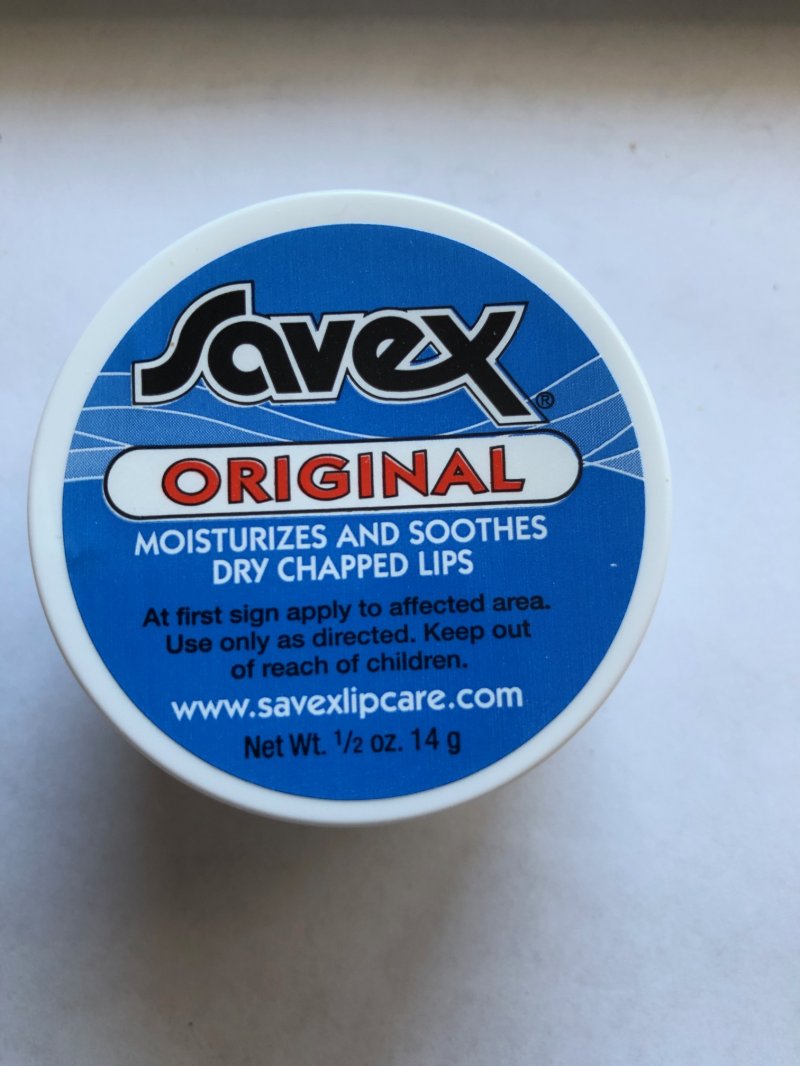 Savex®
ORIGINAL
MOISTURIZES AND SOOTHES
DRY CHAPPED LIPS
At first sign apply to affected area.
Use only as directed. Keep out
of reach of children.
www.savexlipcare.com
Net Wt. 1/2 oz. 14 g